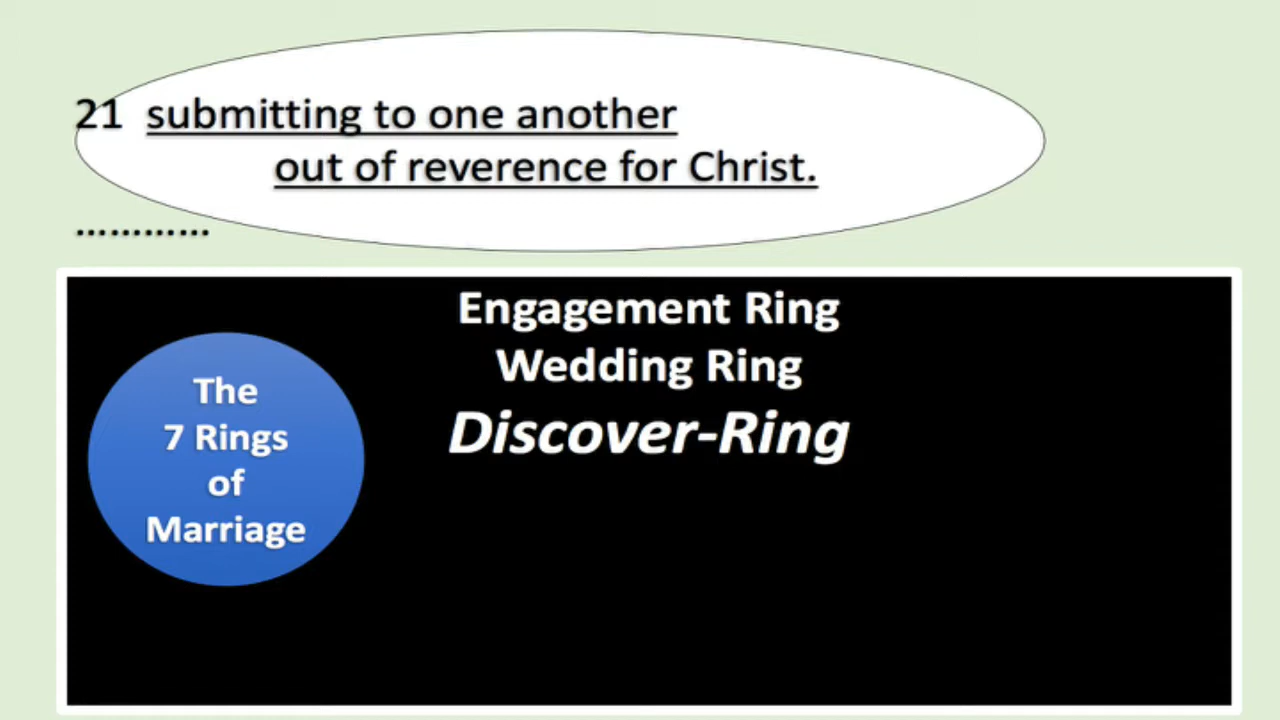 21 submitting to one another
out of reverence for Christ.
…………
Engagement Ring
Wedding Ring
Discover-Ring
The
7 Rings
of
Marriage